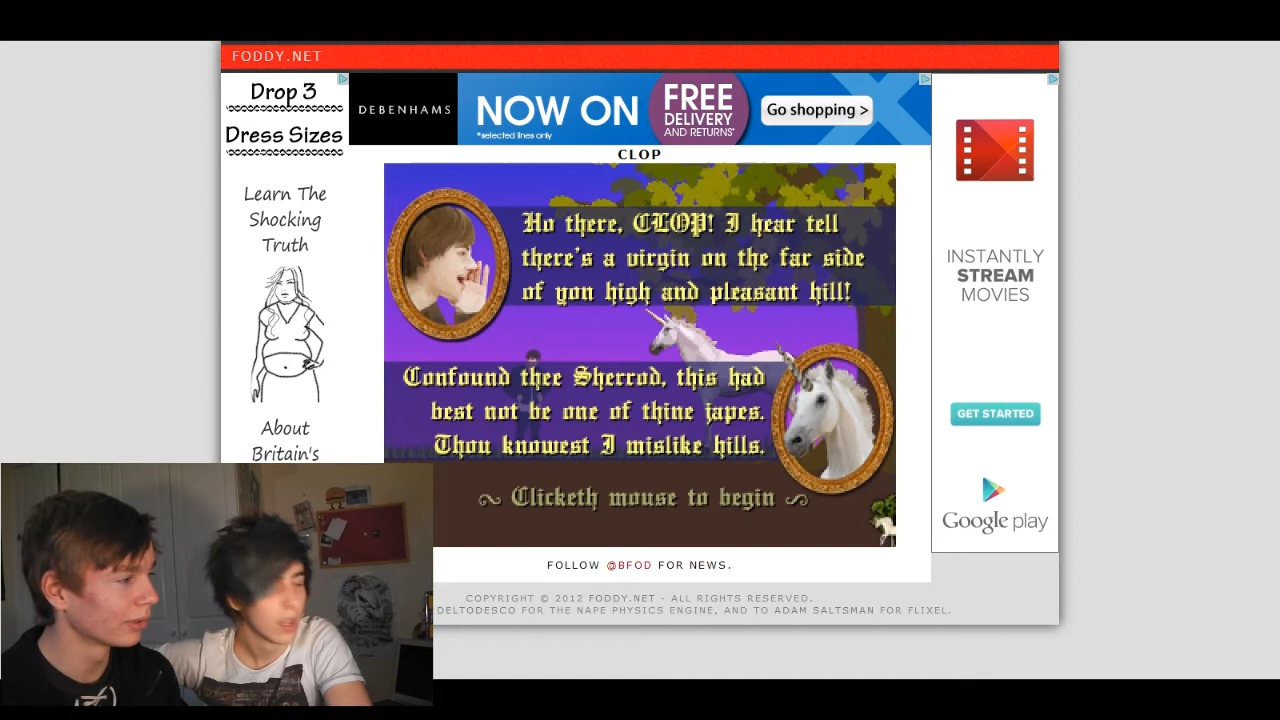 FODDY.NET
Drop 3
Dress Sizes
Learn The
Shocking
Truth
About
Britain's
DEBENHAMS
NOW ON
*selected lines only
FREE
DELIVERY
AND RETURNS*
Go shopping >
CLOP
Ho there, CLOP! I hear tell
there's a virgin on the far side
of yon high and pleasant hill!
Confound thee Sherrod, this had
best not be one of thine japes.
Thou knowest I mislike hills.
~ Clicketh mouse to begin ~
INSTANTLY
STREAM
MOVIES
GET STARTED
Google play
FOLLOW @BFOD FOR NEWS.
COPYRIGHT © 2012 FODDY.NET - ALL RIGHTS RESERVED.
DELTODESCO FOR THE NAPE PHYSICS ENGINE, AND TO ADAM SALTSMAN FOR FLIXEL.